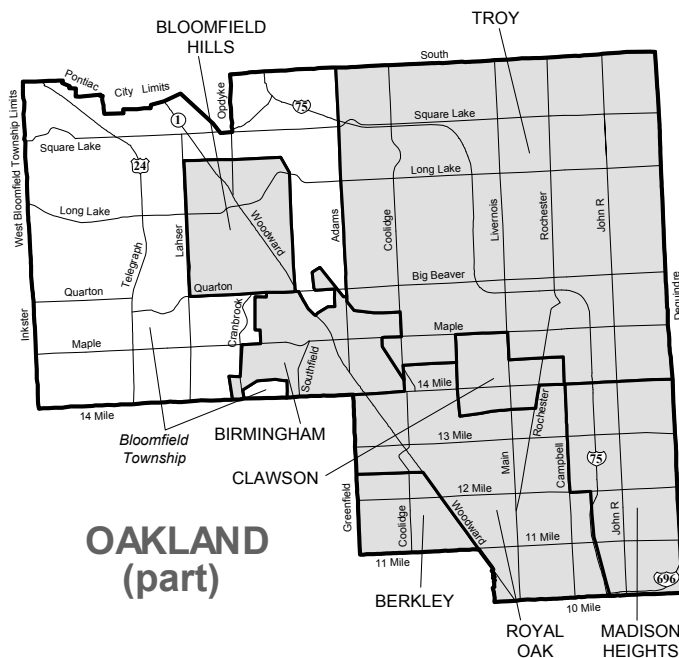 BLOOMFIELD
HILLS
TROY
South
Pontiac
City Limits
Opdyke
75
1
West Bloomfield Township Limits
Square Lake
Square Lake
24
Long Lake
Long Lake
Telegraph
Lahser
Woodward
Adams
Coolidge
Livernois
Rochester
John R
Dequindre
Quarton
Quarton
Big Beaver
Inkster
Cranbrook
Maple
Maple
Southfield
14 Mile
14 Mile
Bloomfield
Township
BIRMINGHAM
CLAWSON
Rochester
13 Mile
Main
Campbell
75
Greenfield
Coolidge
Woodward
12 Mile
John R
11 Mile
11 Mile
696
10 Mile
OAKLAND
(part)
BERKLEY
ROYAL
OAK
MADISON
HEIGHTS